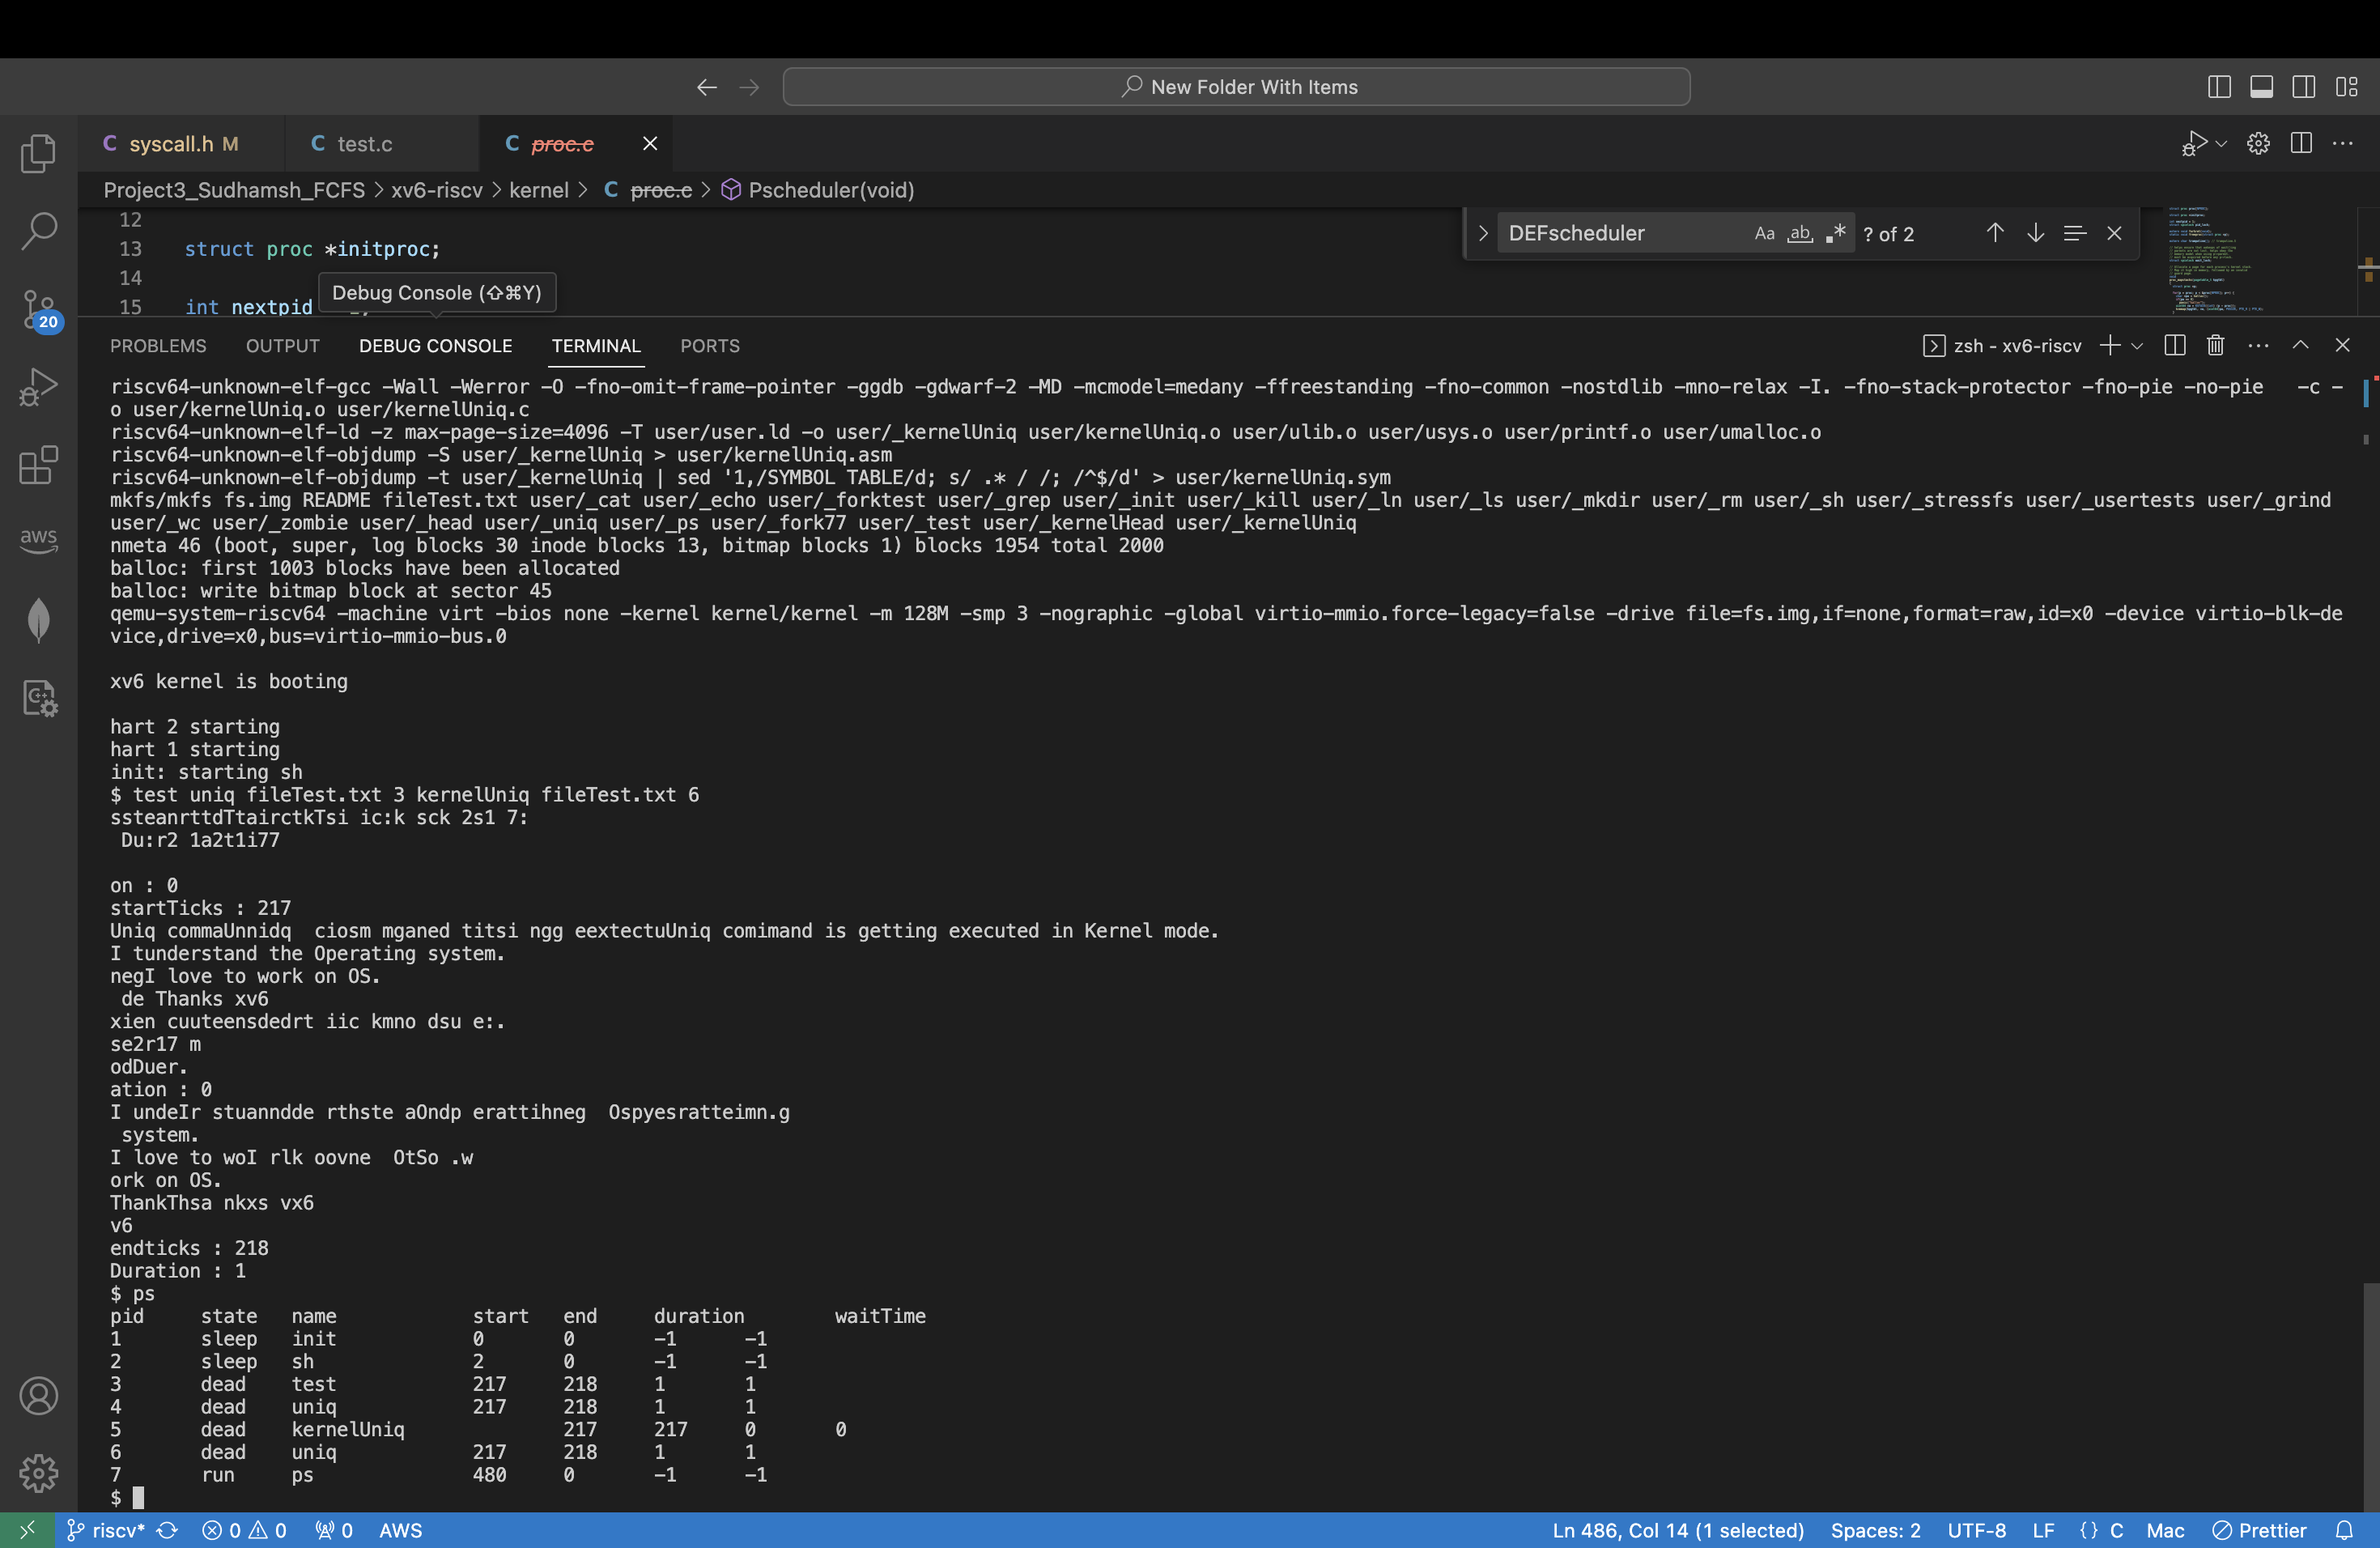 New Folder With Items
syscall.h M
test.c
proc.c
Project3_Sudhamsh_FCFS > xv6-riscv > kernel > C proc.c > Pscheduler(void)
12
13 struct proc *initproc;
14
15 int nextpid
Debug Console (⇧⌘Y)
DEFscheduler Aa ab .* ? of 2
20
aws
PROBLEMS OUTPUT DEBUG CONSOLE TERMINAL PORTS
zsh - xv6-riscv
riscv64-unknown-elf-gcc -Wall -Werror -O -fno-omit-frame-pointer -ggdb -gdwarf-2 -MD -mcmodel=medany -ffreestanding -fno-common -nostdlib -mno-relax -I. -fno-stack-protector -fno-pie -no-pie   -c -
o user/kernelUniq.o user/kernelUniq.c
riscv64-unknown-elf-ld -z max-page-size=4096 -T user/user.ld -o user/_kernelUniq user/kernelUniq.o user/ulib.o user/usys.o user/printf.o user/umalloc.o
riscv64-unknown-elf-objdump -S user/_kernelUniq > user/kernelUniq.asm
riscv64-unknown-elf-objdump -t user/_kernelUniq | sed '1,/SYMBOL TABLE/d; s/ .* / /; /^$/d' > user/kernelUniq.sym
mkfs/mkfs fs.img README fileTest.txt user/_cat user/_echo user/_forktest user/_grep user/_init user/_kill user/_ln user/_ls user/_mkdir user/_rm user/_sh user/_stressfs user/_usertests user/_grind
user/_wc user/_zombie user/_head user/_uniq user/_ps user/_fork77 user/_test user/_kernelHead user/_kernelUniq
nmeta 46 (boot, super, log blocks 30 inode blocks 13, bitmap blocks 1) blocks 1954 total 2000
balloc: first 1003 blocks have been allocated
balloc: write bitmap block at sector 45
qemu-system-riscv64 -machine virt -bios none -kernel kernel/kernel -m 128M -smp 3 -nographic -global virtio-mmio.force-legacy=false -drive file=fs.img,if=none,format=raw,id=x0 -device virtio-blk-de
vice,drive=x0,bus=virtio-mmio-bus.0
xv6 kernel is booting
hart 2 starting
hart 1 starting
init: starting sh
$ test uniq fileTest.txt 3 kernelUniq fileTest.txt 6
ssteanrttdTtairctkTsi ic:k sck 2s1 7:
 Du:r2 1a2t1i77
on : 0
startTicks : 217
Uniq commaUnnidq  ciosm mganed titsi ngg eextectuUniq comimand is getting executed in Kernel mode.
I tunderstand the Operating system.
negI love to work on OS.
 de Thanks xv6
xien cuuteensdedrt iic kmno dsu e:.
se2r17 m
odDuer.
ation : 0
I undeIr stuanndde rthste aOndp erattihneg  Ospyesratteimn.g
 system.
I love to woI rlk oovne  OtSo .w
ork on OS.
ThankThsa nkxs vx6
v6
endticks : 218
Duration : 1
$ ps
pid state name start end duration waitTime
1 sleep init 0 0 -1 -1
2 sleep sh 2 0 -1 -1
3 dead test 217 218 1 1
4 dead uniq 217 218 1 1
5 dead kernelUniq 217 217 0 0
6 dead uniq 217 218 1 1
7 run ps 480 0 -1 -1
$
riscv* 0 0 0 AWS Ln 486, Col 14 (1 selected) Spaces: 2 UTF-8 LF {} C Mac Prettier